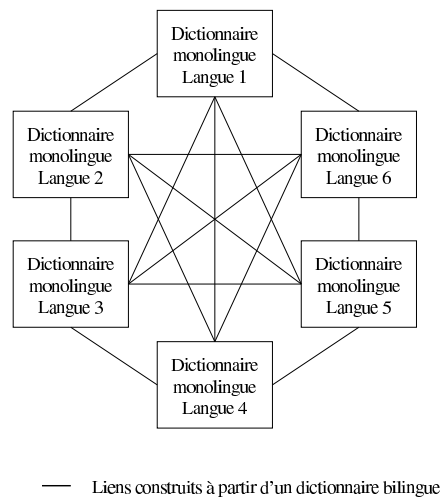 Dictionnaire
monolingue
Langue 1
Dictionnaire
monolingue
Langue 2
Dictionnaire
monolingue
Langue 6
Dictionnaire
monolingue
Langue 3
Dictionnaire
monolingue
Langue 5
Dictionnaire
monolingue
Langue 4
Liens construits à partir d'un dictionnaire bilingue